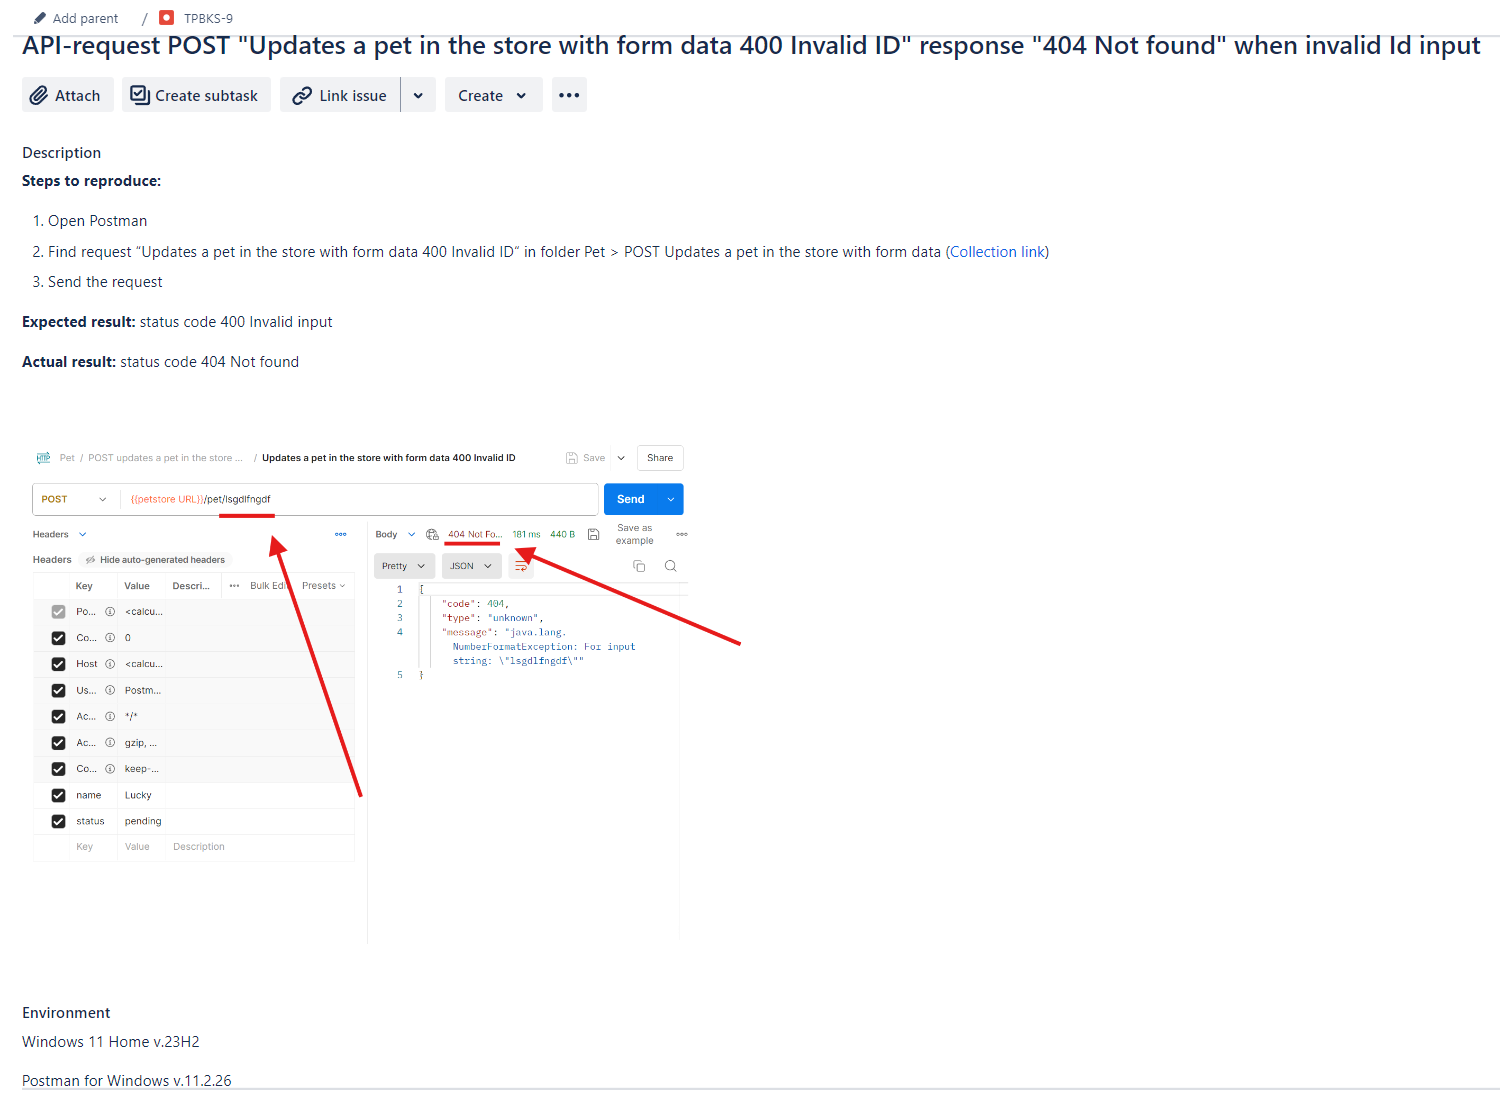 Add parent / TPBKS-9
API-request POST "Updates a pet in the store with form data 400 Invalid ID" response "404 Not found" when invalid Id input
Attach Create subtask Link issue Create •••
Description
Steps to reproduce:
1. Open Postman
2. Find request “Updates a pet in the store with form data 400 Invalid ID“ in folder Pet > POST Updates a pet in the store with form data (Collection link)
3. Send the request
Expected result: status code 400 Invalid input
Actual result: status code 404 Not found
HTTP Pet / POST updates a pet in the store ... / Updates a pet in the store with form data 400 Invalid ID Save Share
POST {{petstore URL}}/pet/lsgdlfngdf Send
Headers
Body 404 Not Fo... 181 ms 440 B Save as example
Headers Hide auto-generated headers
Pretty JSON
Key Value Descri... ••• Bulk Edi Presets
Po... <calcu...
Co... 0
Host <calcu...
Us... Postm...
Ac... */*
Ac... gzip, ...
Co... keep-...
name Lucky
status pending
Key Value Description
1 {
2 "code": 404,
3 "type": "unknown",
4 "message": "java.lang.
NumberFormatException: For input
string: \"lsgdlfngdf\""
5 }
Environment
Windows 11 Home v.23H2
Postman for Windows v.11.2.26